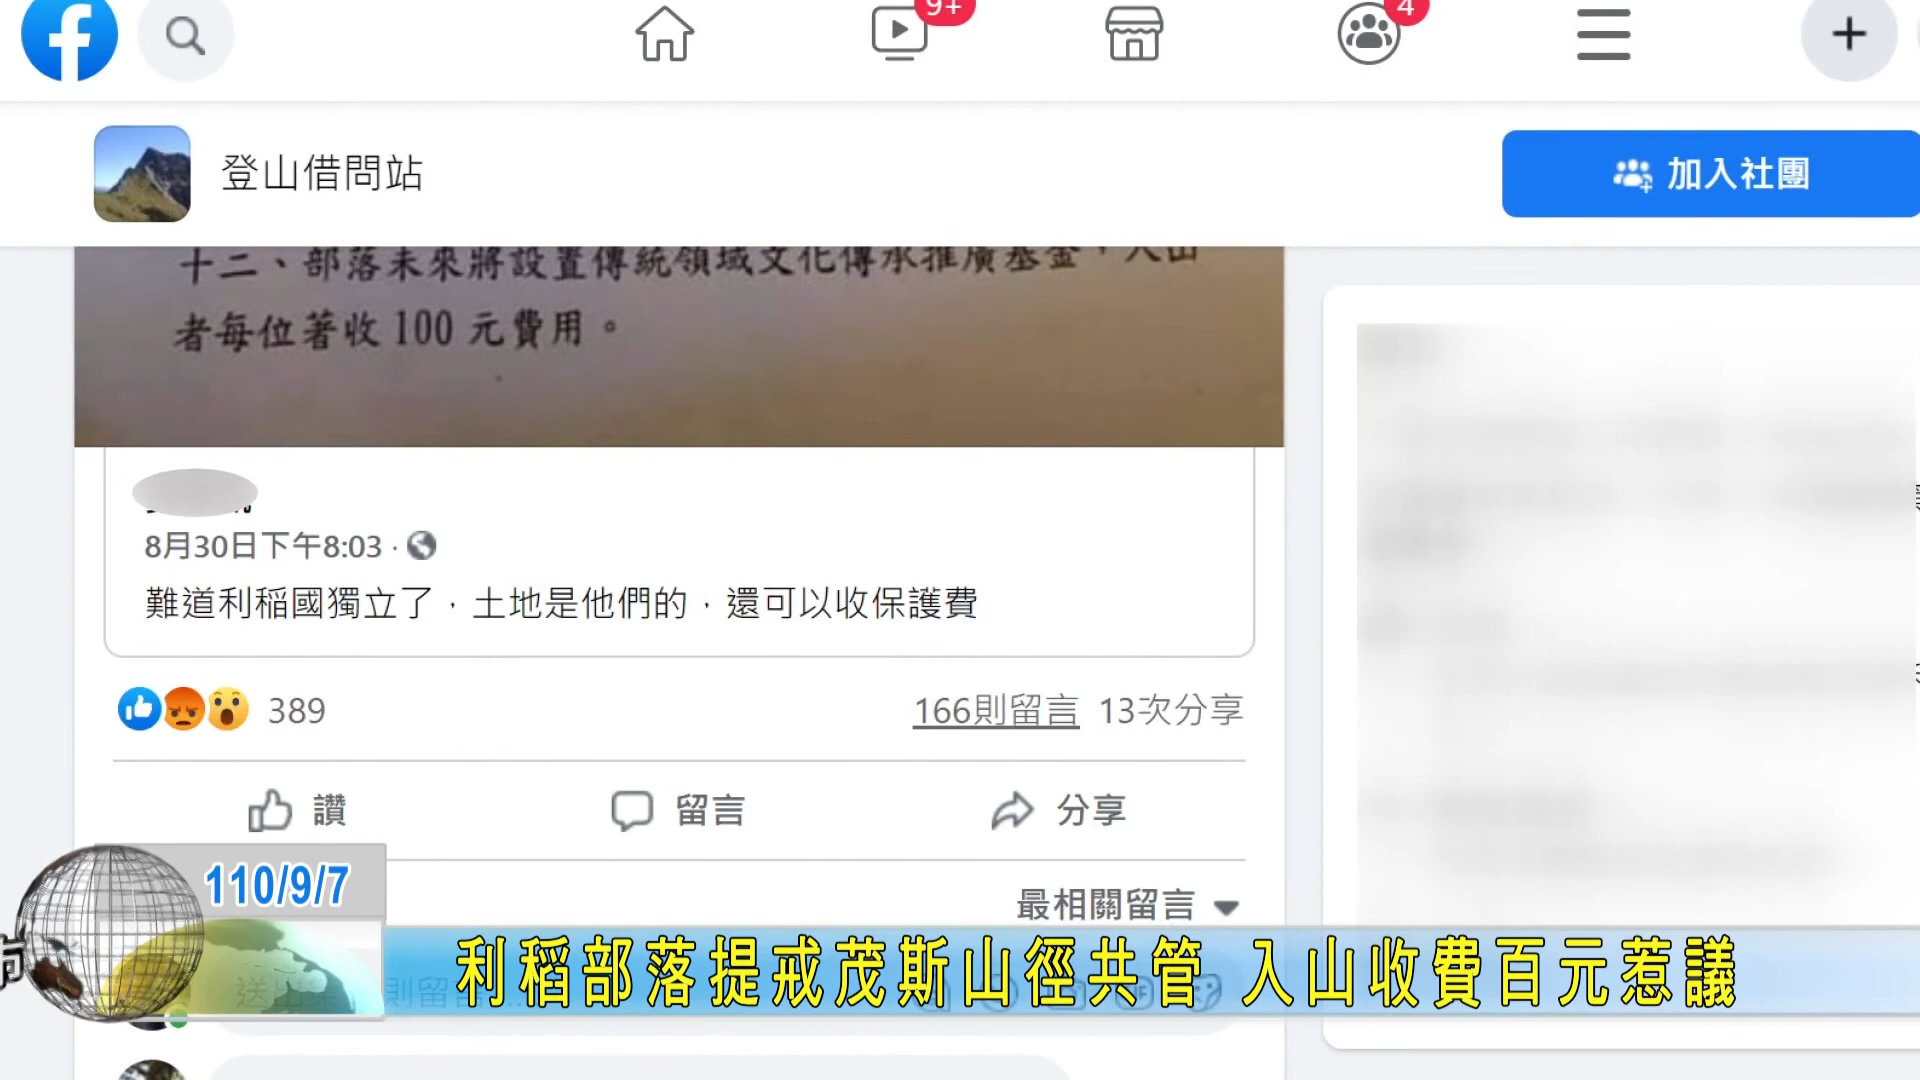 9+
4
登山借問站
加入社團
十二、部落未來將設置傳統領域文化傳承推廣基金，入山
者每位著收100元費用。
8月30日下午8:03
難道利稻國獨立了，土地是他們的，還可以收保護費
389
166則留言 13次分享
讚 留言 分享
最相關留言
110/9/7
利稻部落提戒茂斯山徑共管 入山收費百元惹議